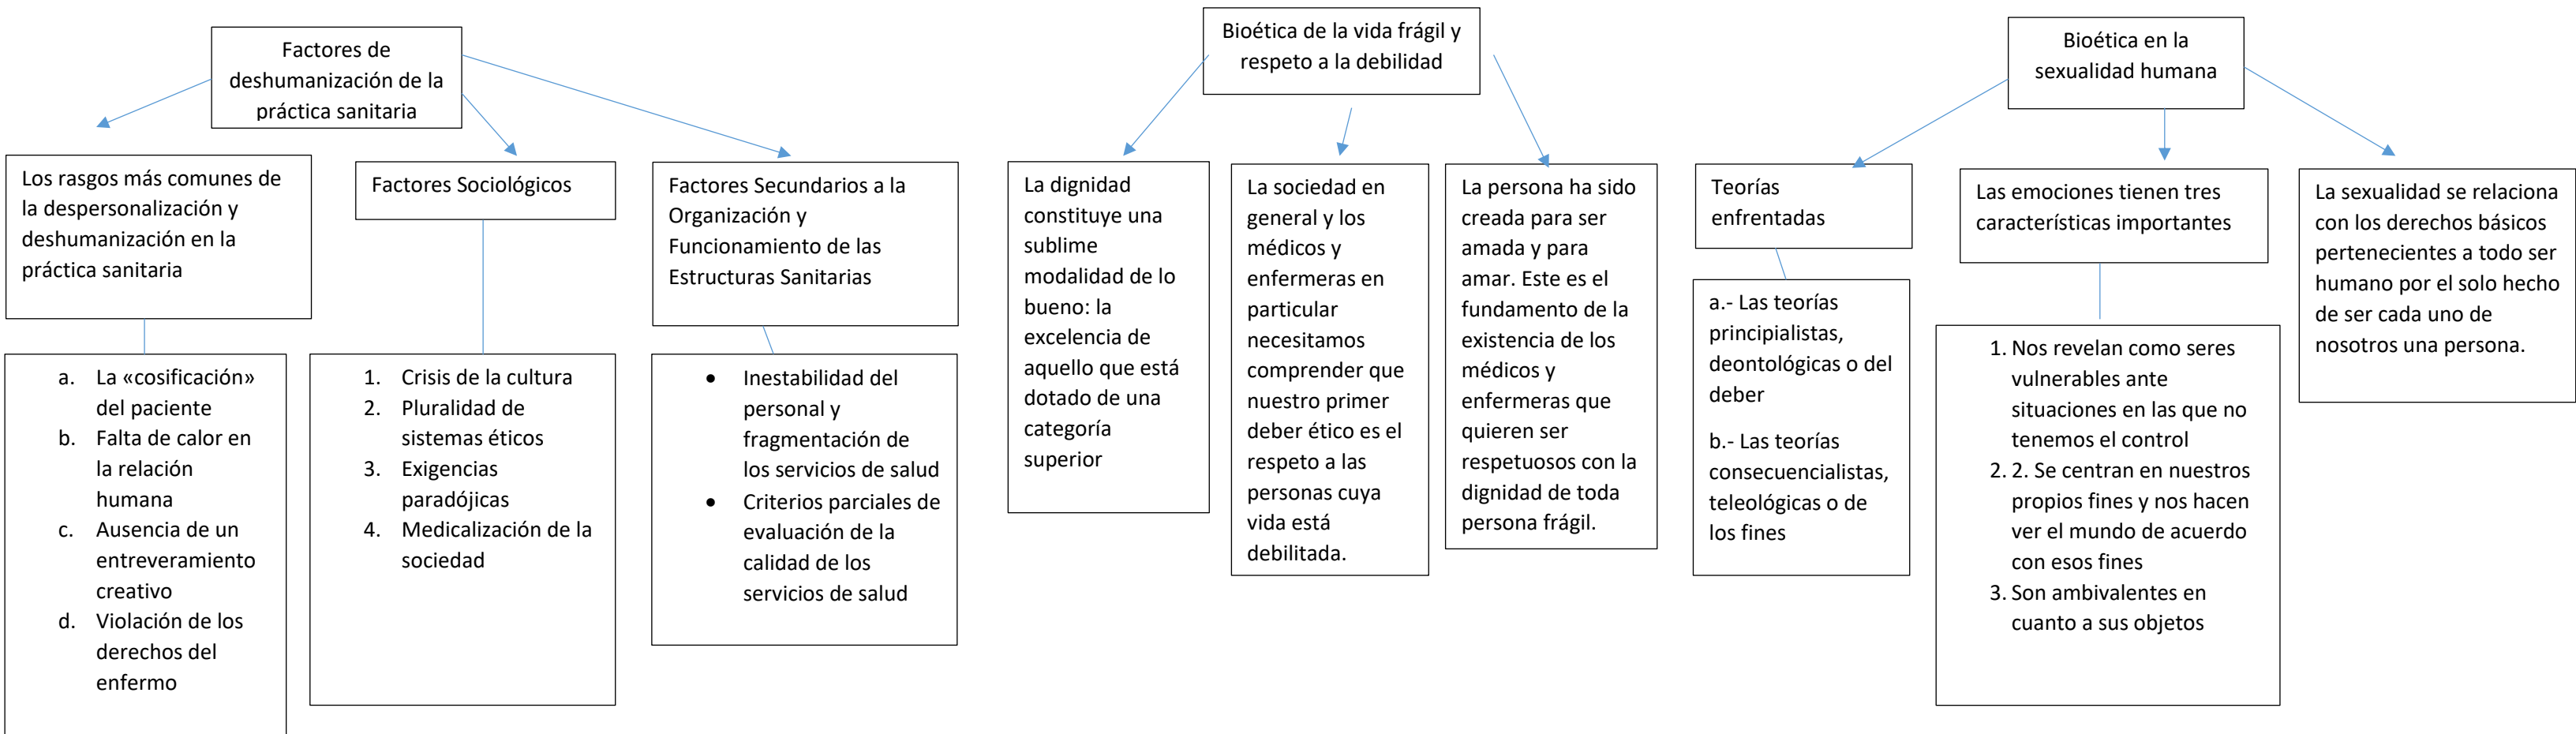 Factores de
deshumanización de la
práctica sanitaria
Los rasgos más comunes de
la despersonalización y
deshumanización en la
práctica sanitaria
a. La «cosificación»
del paciente
b. Falta de calor en
la relación
humana
c. Ausencia de un
entreveramiento
creativo
d. Violación de los
derechos del
enfermo
Factores Sociológicos
1. Crisis de la cultura
2. Pluralidad de
sistemas éticos
3. Exigencias
paradójicas
4. Medicalización de la
sociedad
Factores Secundarios a la
Organización y
Funcionamiento de las
Estructuras Sanitarias
• Inestabilidad del
personal y
fragmentación de
los servicios de salud
• Criterios parciales de
evaluación de la
calidad de los
servicios de salud
Bioética de la vida frágil y
respeto a la debilidad
La dignidad
constituye una
sublime
modalidad de lo
bueno: la
excelencia de
aquello que está
dotado de una
categoría
superior
La sociedad en
general y los
médicos y
enfermeras en
particular
necesitamos
comprender que
nuestro primer
deber ético es el
respeto a las
personas cuya
vida está
debilitada.
La persona ha sido
creada para ser
amada y para
amar. Este es el
fundamento de la
existencia de los
médicos y
enfermeras que
quieren ser
respetuosos con la
dignidad de toda
persona frágil.
Bioética en la
sexualidad humana
Teorías
enfrentadas
a.- Las teorías
principialistas,
deontológicas o del
deber
b.- Las teorías
consecuencialistas,
teleológicas o de
los fines
Las emociones tienen tres
características importantes
1. Nos revelan como seres
vulnerables ante
situaciones en las que no
tenemos el control
2. 2. Se centran en nuestros
propios fines y nos hacen
ver el mundo de acuerdo
con esos fines
3. Son ambivalentes en
cuanto a sus objetos
La sexualidad se relaciona
con los derechos básicos
pertenecientes a todo ser
humano por el solo hecho
de ser cada uno de
nosotros una persona.